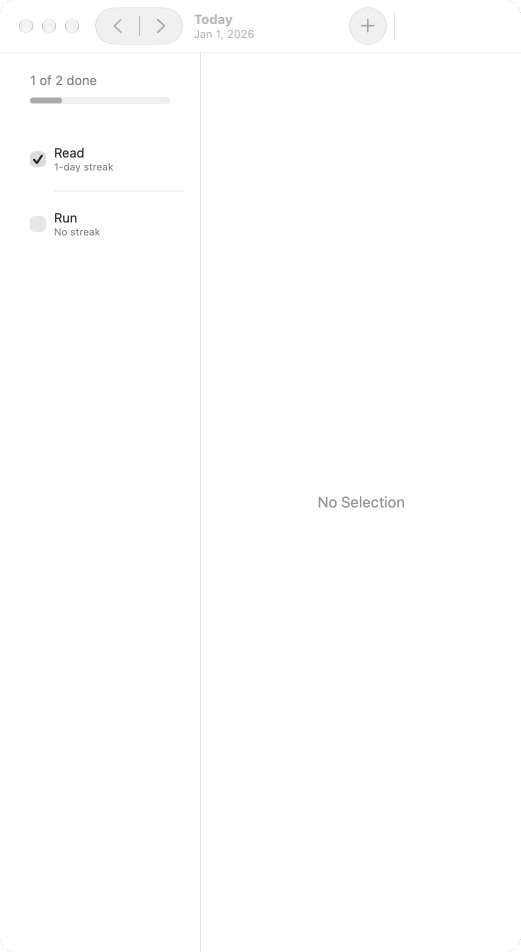 Today
Jan 1, 2026
1 of 2 done
Read
1-day streak
Run
No streak
No Selection